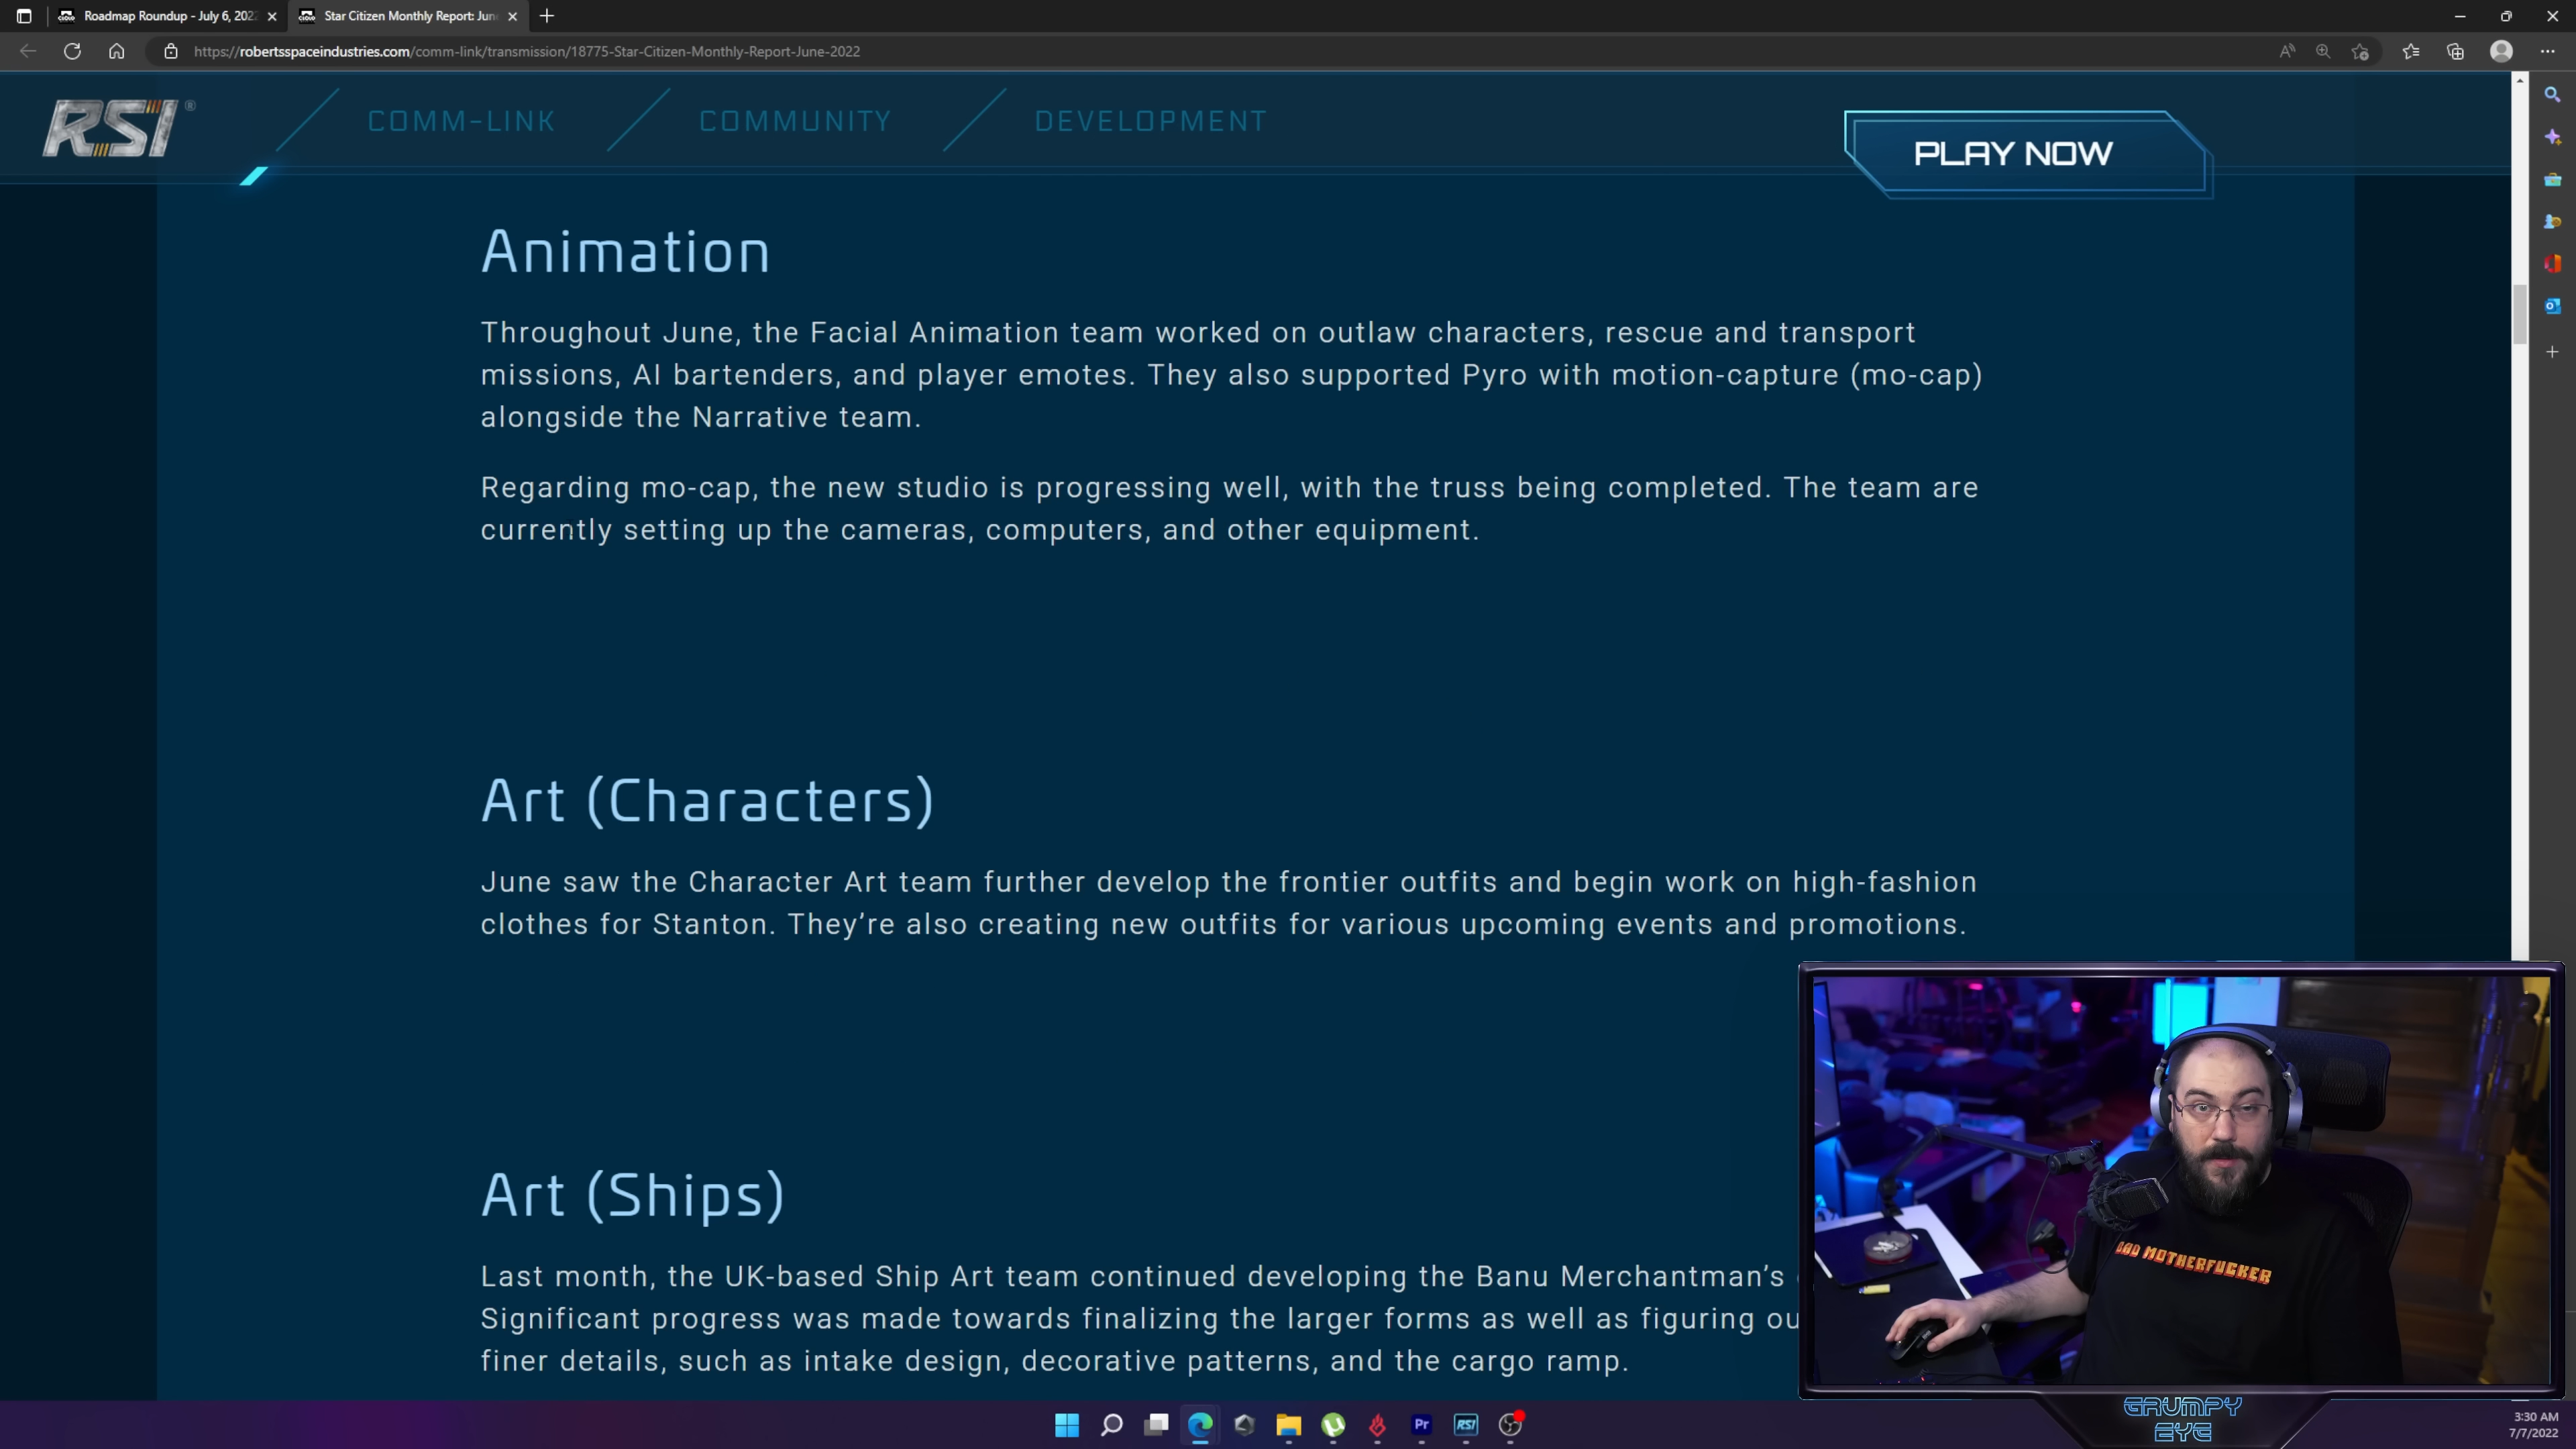 Roadmap Roundup - July 6, 2022
Star Citizen Monthly Report: Jun
https://robertsspaceindustries.com/comm-link/transmission/18775-Star-Citizen-Monthly-Report-June-2022
RSI ®
COMM-LINK
COMMUNITY
DEVELOPMENT
PLAY NOW
Animation
Throughout June, the Facial Animation team worked on outlaw characters, rescue and transport
missions, AI bartenders, and player emotes. They also supported Pyro with motion-capture (mo-cap)
alongside the Narrative team.
Regarding mo-cap, the new studio is progressing well, with the truss being completed. The team are
currently setting up the cameras, computers, and other equipment.
Art (Characters)
June saw the Character Art team further develop the frontier outfits and begin work on high-fashion
clothes for Stanton. They’re also creating new outfits for various upcoming events and promotions.
Art (Ships)
Last month, the UK-based Ship Art team continued developing the Banu Merchantman’s
Significant progress was made towards finalizing the larger forms as well as figuring ou
finer details, such as intake design, decorative patterns, and the cargo ramp.
BAD MOTHERFUCKER
GRUMPY
EYE
Pr
RSI
3:30 AM
7/7/2022